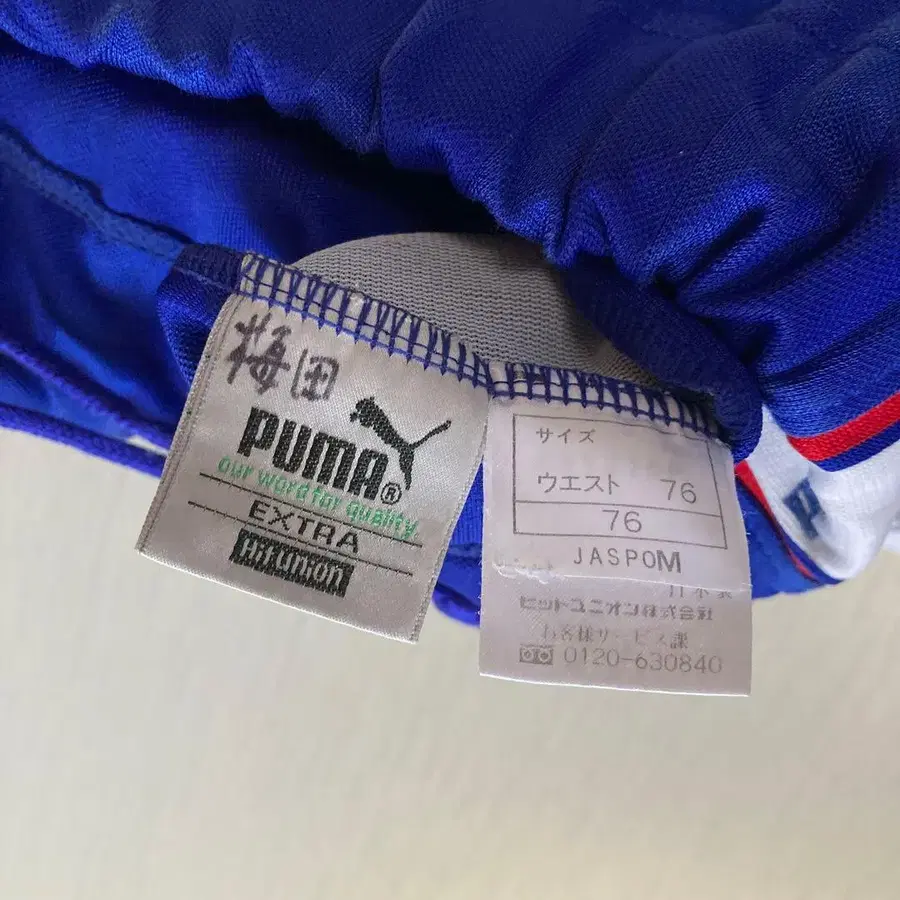 梅田
PUMA®
our word for quality
EXTRA
Hit union
サイズ
ウエスト 76
76
JASPO M
日本製
ヒットユニオン株式会社
お客様サービス課
0120-630840
P